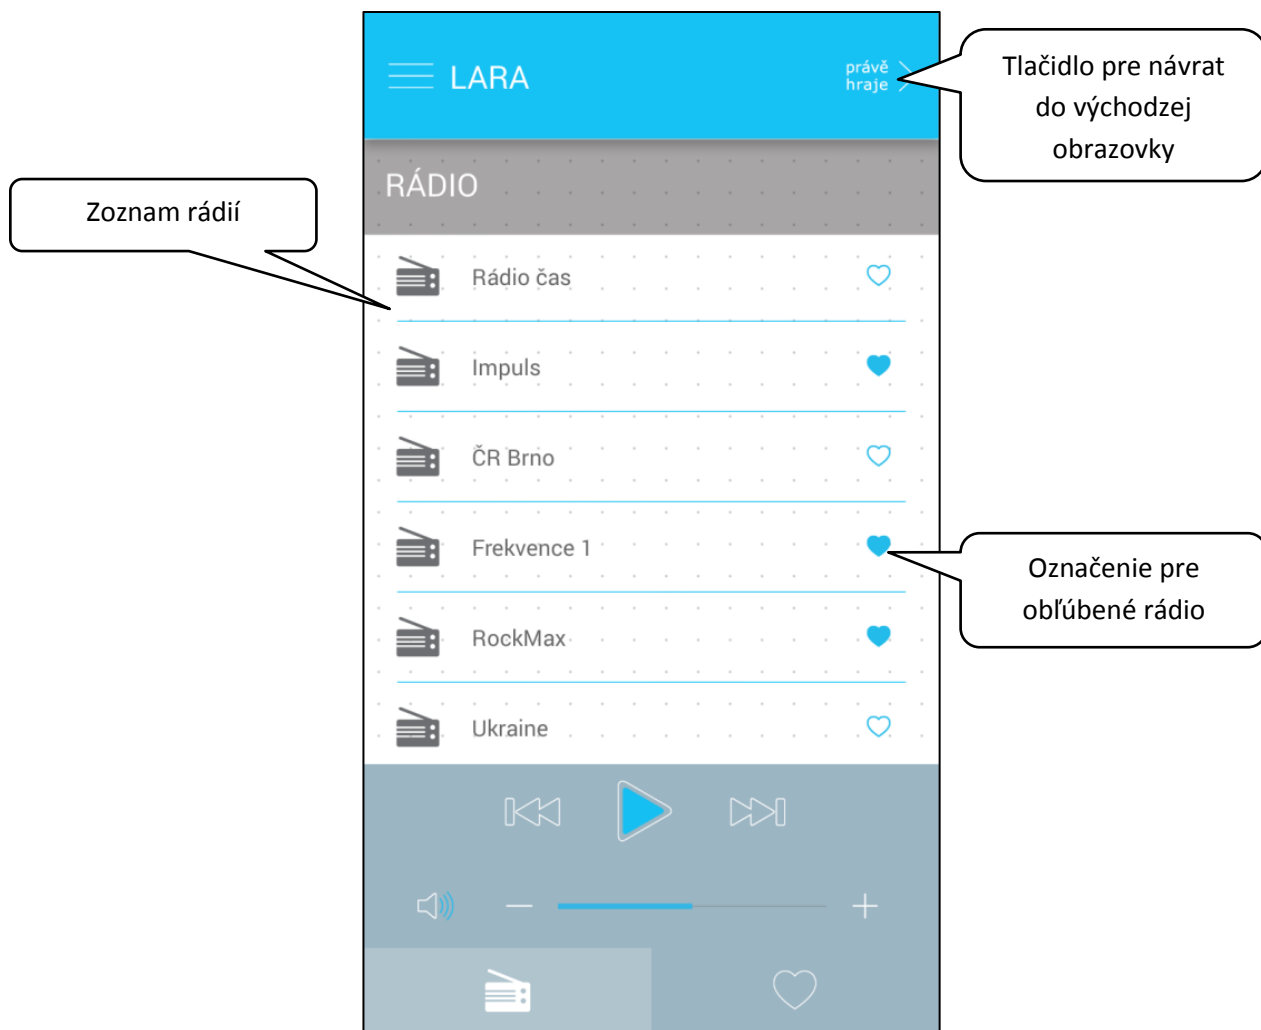 LARA
právě
hraje
Tlačidlo pre návrat
do východzej
obrazovky
RÁDIO
Zoznam rádií
Rádio čas
Impuls
ČR Brno
Frekvence 1
Označenie pre
obľúbené rádio
RockMax
Ukraine